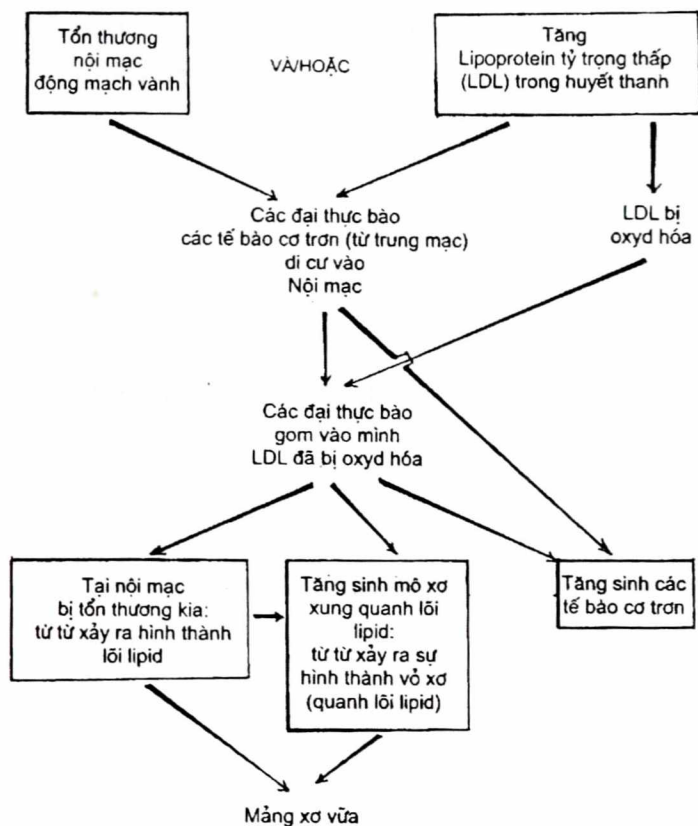 Tổn thương
nội mạc
động mạch vành
VÀ/HOẶC
Tăng
Lipoprotein tỷ trọng thấp
(LDL) trong huyết thanh
Các đại thực bào
các tế bào cơ trơn (từ trung mạc)
di cư vào
Nội mạc
LDL bị
oxyd hóa
Các đại thực bào
gom vào mình
LDL đã bị oxyd hóa
Tại nội mạc
bị tổn thương kia:
từ từ xảy ra hình thành
lõi lipid
Tăng sinh mô xơ
xung quanh lõi
lipid:
từ từ xảy ra sự
hình thành vỏ xơ
(quanh lõi lipid)
Tăng sinh các
tế bào cơ trơn
Mảng xơ vữa